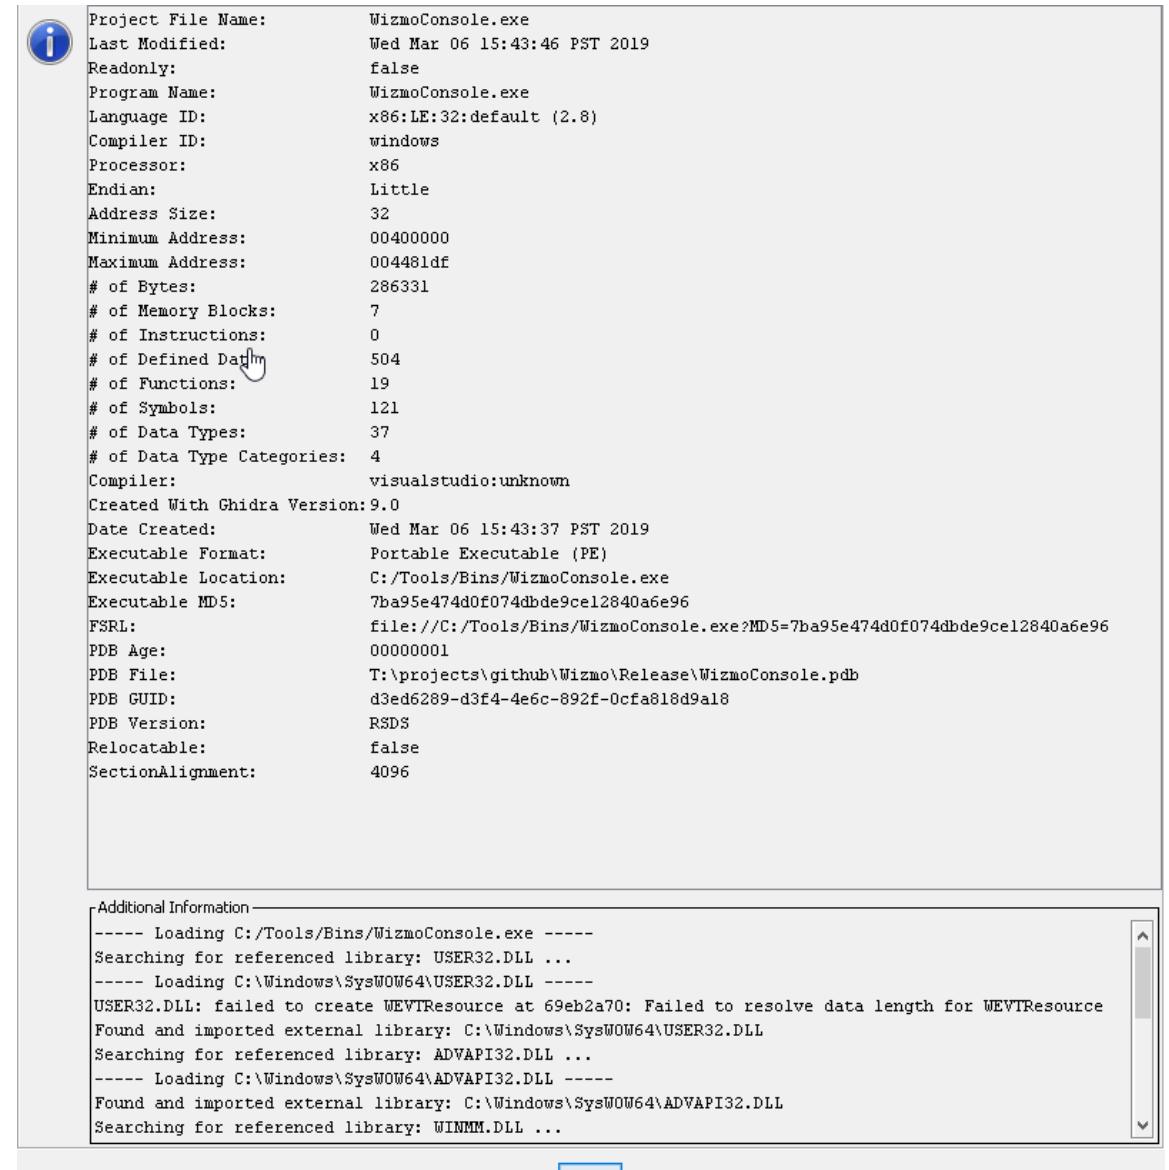 Project File Name: WizmoConsole.exe
Last Modified: Wed Mar 06 15:43:46 PST 2019
Readonly: false
Program Name: WizmoConsole.exe
Language ID: x86:LE:32:default (2.8)
Compiler ID: windows
Processor: x86
Endian: Little
Address Size: 32
Minimum Address: 00400000
Maximum Address: 004481df
# of Bytes: 286331
# of Memory Blocks: 7
# of Instructions: 0
# of Defined Dat 504
# of Functions: 19
# of Symbols: 121
# of Data Types: 37
# of Data Type Categories: 4
Compiler: visualstudio:unknown
Created With Ghidra Version: 9.0
Date Created: Wed Mar 06 15:43:37 PST 2019
Executable Format: Portable Executable (PE)
Executable Location: C:/Tools/Bins/WizmoConsole.exe
Executable MD5: 7ba95e474d0f074dbde9ce12840a6e96
FSRL: file://C:/Tools/Bins/WizmoConsole.exe?MD5=7ba95e474d0f074dbde9ce12840a6e96
PDB Age: 00000001
PDB File: T:\projects\github\Wizmo\Release\WizmoConsole.pdb
PDB GUID: d3ed6289-d3f4-4e6c-892f-0cfa818d9a18
PDB Version: RSDS
Relocatable: false
SectionAlignment: 4096
Additional Information
----- Loading C:/Tools/Bins/WizmoConsole.exe -----
Searching for referenced library: USER32.DLL ...
----- Loading C:\Windows\SysWOW64\USER32.DLL -----
USER32.DLL: failed to create WEVTResource at 69eb2a70: Failed to resolve data length for WEVTResource
Found and imported external library: C:\Windows\SysWOW64\USER32.DLL
Searching for referenced library: ADVAPI32.DLL ...
----- Loading C:\Windows\SysWOW64\ADVAPI32.DLL -----
Found and imported external library: C:\Windows\SysWOW64\ADVAPI32.DLL
Searching for referenced library: WINMM.DLL ...